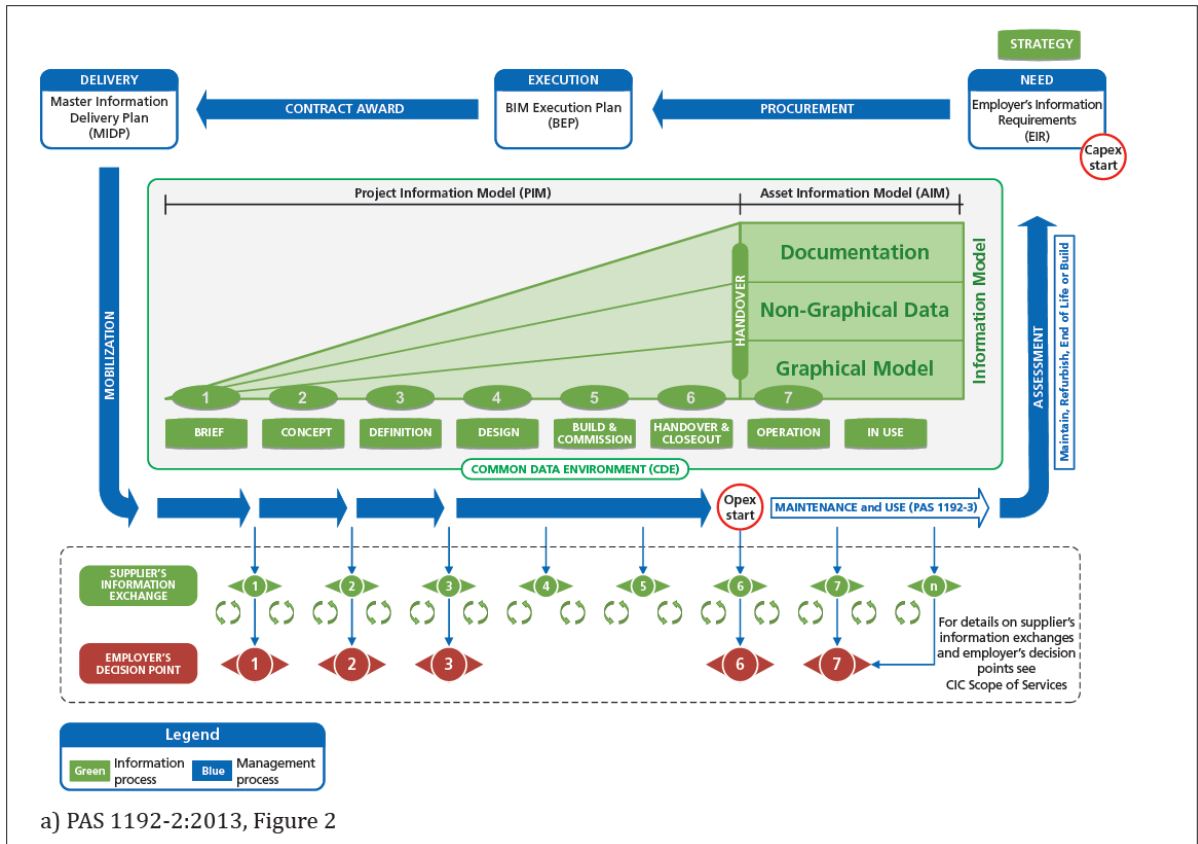 STRATEGY
DELIVERY
Master Information
Delivery Plan
(MIDP)
CONTRACT AWARD
EXECUTION
BIM Execution Plan
(BEP)
PROCUREMENT
NEED
Employer's Information
Requirements
(EIR)
Capex
start
Project Information Model (PIM)
Asset Information Model (AIM)
MOBILIZATION
HANDOVER
Documentation
Non-Graphical Data
Graphical Model
Information Model
ASSESSMENT
Maintain, Refurbish, End of Life or Build
1
2
3
4
5
6
7
BRIEF
CONCEPT
DEFINITION
DESIGN
BUILD &
COMMISSION
HANDOVER &
CLOSEOUT
OPERATION
IN USE
COMMON DATA ENVIRONMENT (CDE)
Opex
start
MAINTENANCE and USE (PAS 1192-3)
SUPPLIER'S
INFORMATION
EXCHANGE
1
2
3
4
5
6
7
n
For details on supplier's
information exchanges
and employer's decision
points see
CIC Scope of Services
EMPLOYER'S
DECISION POINT
1
2
3
6
7
Legend
Green
Information
process
Blue
Management
process
a) PAS 1192-2:2013, Figure 2